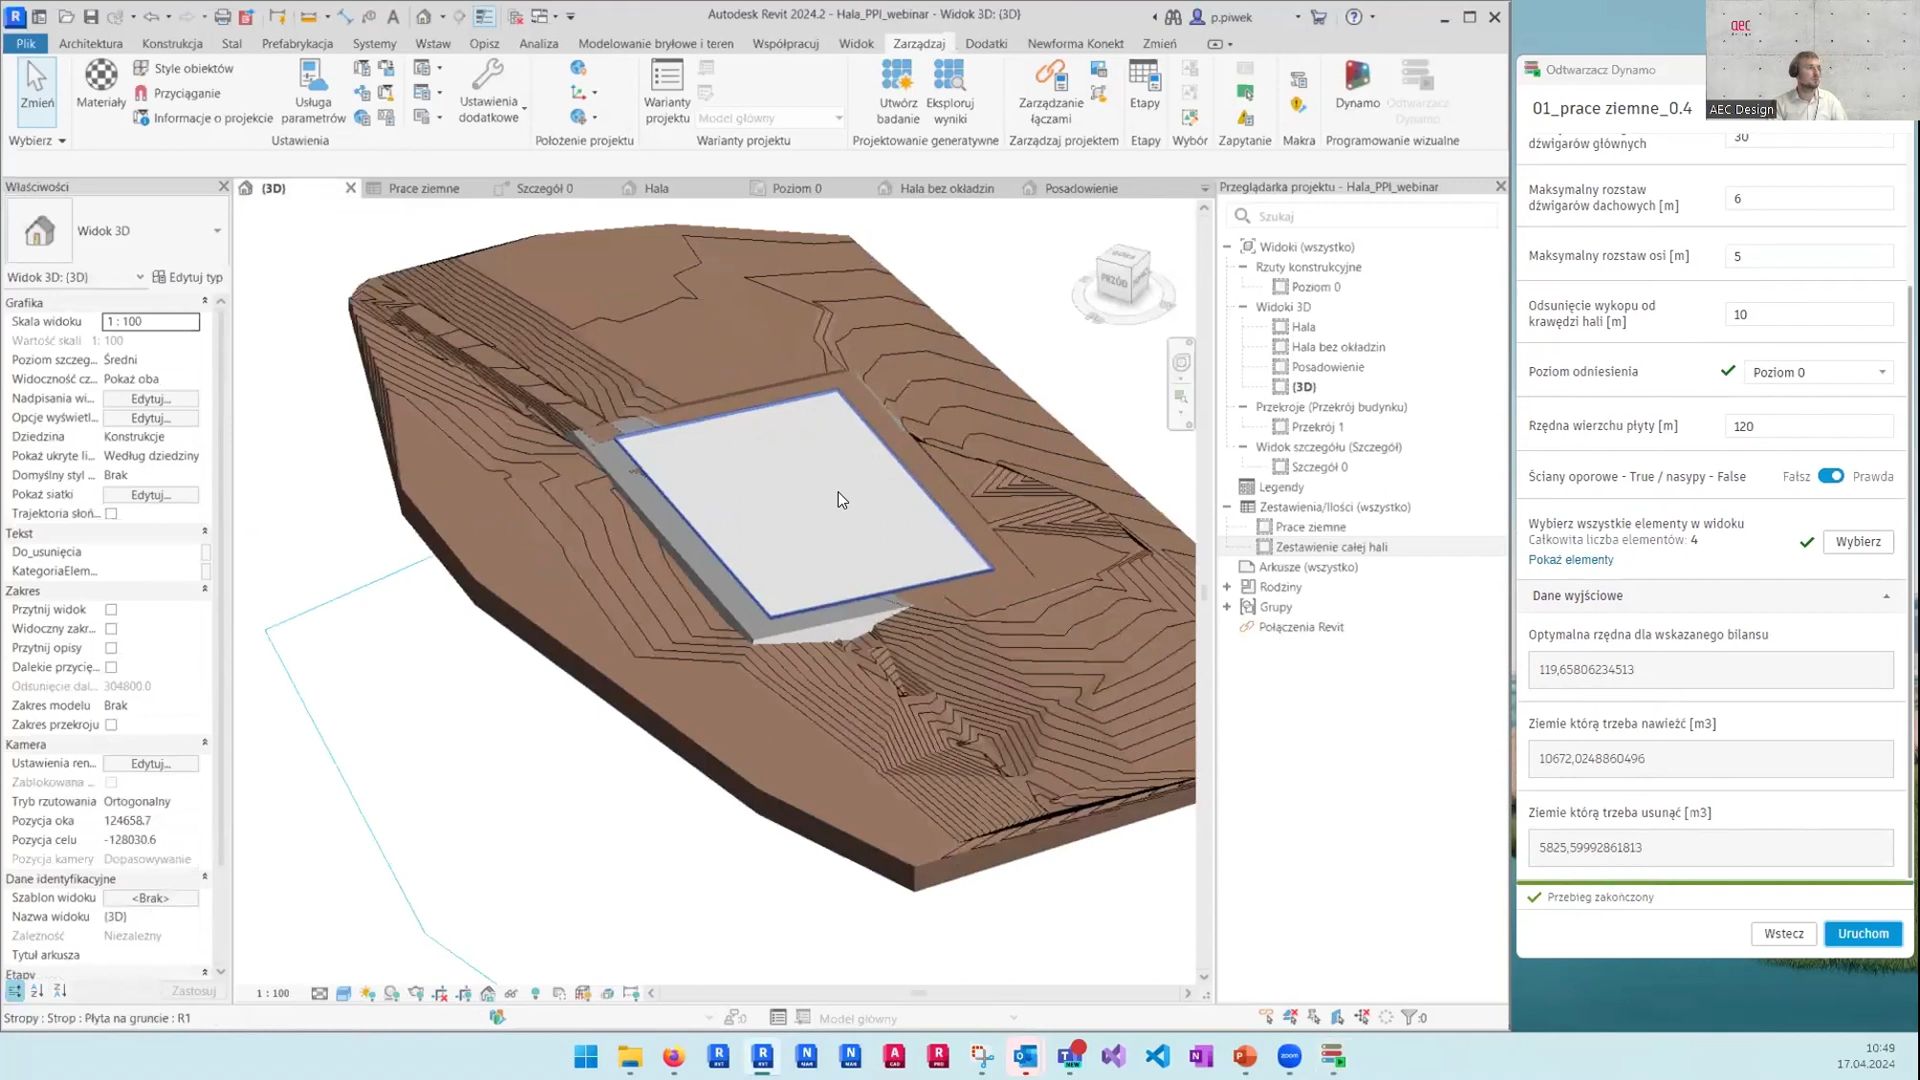 Autodesk Revit 2024.2 - Hala_PPI_webinar - Widok 3D: {3D}
p.piwek
Plik Architektura Konstrukcja Stal Prefabrykacja Systemy Wstaw Opisz Analiza Modelowanie bryłowe i teren Współpracuj Widok Zarządzaj Dodatki Newforma Konekt Zmień
Zmień
Materiały
Style obiektów
Przyciąganie
Informacje o projekcie
Usługa parametrów
Ustawienia dodatkowe
Warianty projektu
Model główny
Utwórz badanie
Eksploruj wyniki
Zarządzanie łączami
Etapy
Dynamo
Odtwarzacz Dynamo
Wybierz Ustawienia Położenie projektu Warianty projektu Projektowanie generatywne Zarządzaj projektem Etapy Wybór Zapytanie Makra Programowanie wizualne
Właściwości
{3D} Prace ziemne Szczegół 0 Hala Poziom 0 Hala bez okładzin Posadowienie
Widok 3D
Widok 3D: {3D} Edytuj typ
Grafika
Skala widoku 1 : 100
Wartość skali 1: 100
Poziom szczeg... Średni
Widoczność cz... Pokaż oba
Nadpisania wi... Edytuj...
Opcje wyświetl... Edytuj...
Dziedzina Konstrukcje
Pokaż ukryte li... Według dziedziny
Domyślny styl ... Brak
Pokaż siatki Edytuj...
Trajektoria słoń...
Tekst
Do_usunięcia
KategoriaElem...
Zakres
Przytnij widok
Widoczny zakr...
Przytnij opisy
Dalekie przycię...
Odsunięcie dal... 304800.0
Zakres modelu Brak
Zakres przekroju
Kamera
Ustawienia ren... Edytuj...
Zablokowana ...
Tryb rzutowania Ortogonalny
Pozycja oka 124658.7
Pozycja celu -128030.6
Pozycja kamery Dopasowywanie
Dane identyfikacyjne
Szablon widoku <Brak>
Nazwa widoku {3D}
Zależność Niezależny
Tytuł arkusza
Etapy
Zastosuj
PRZÓD
1 : 100
Stropy : Strop : Płyta na gruncie : R1
:0
Model główny
:0
Przeglądarka projektu - Hala_PPI_webinar
Szukaj
Widoki (wszystko)
Rzuty konstrukcyjne
Poziom 0
Widoki 3D
Hala
Hala bez okładzin
Posadowienie
{3D}
Przekroje (Przekrój budynku)
Przekrój 1
Widok szczegółu (Szczegół)
Szczegół 0
Legendy
Zestawienia/Ilości (wszystko)
Prace ziemne
Zestawienie całej hali
Arkusze (wszystko)
Rodziny
Grupy
Połączenia Revit
aec
AEC Design
Odtwarzacz Dynamo
01_prace ziemne_0.4
dźwigarów głównych 30
Maksymalny rozstaw
dźwigarów dachowych [m] 6
Maksymalny rozstaw osi [m] 5
Odsunięcie wykopu od
krawędzi hali [m] 10
Poziom odniesienia Poziom 0
Rzędna wierzchu płyty [m] 120
Ściany oporowe - True / nasypy - False Fałsz Prawda
Wybierz wszystkie elementy w widoku
Całkowita liczba elementów: 4
Wybierz
Pokaż elementy
Dane wyjściowe
Optymalna rzędna dla wskazanego bilansu
119,65806234513
Ziemie którą trzeba nawieźć [m3]
10672,0248860496
Ziemie którą trzeba usunąć [m3]
5825,59992861813
Przebieg zakończony
Wstecz Uruchom
10:49
17.04.2024